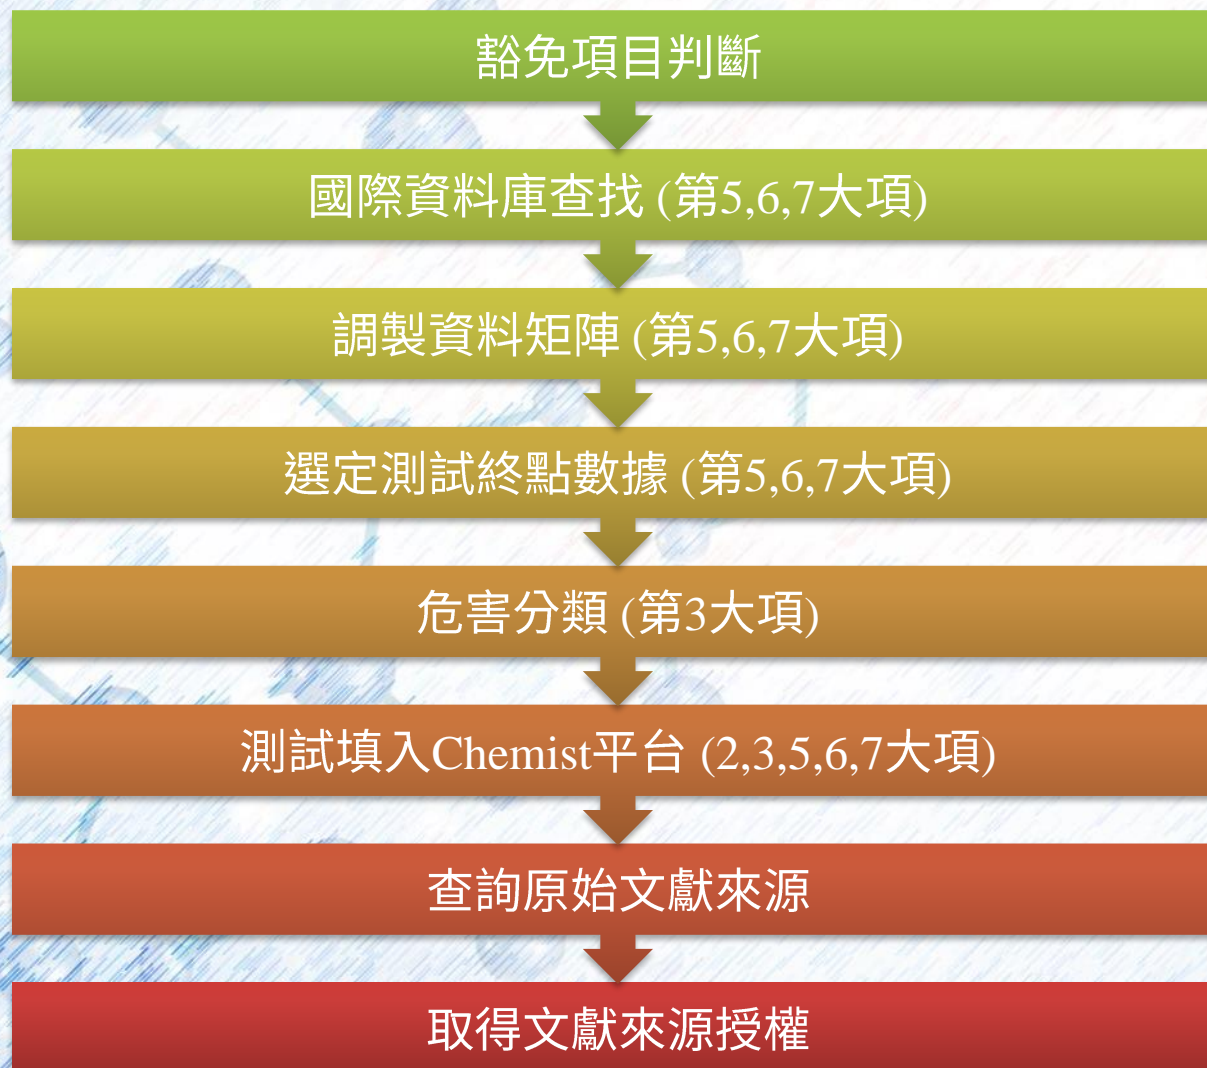 豁免項目判斷
國際資料庫查找 (第5,6,7大項)
調製資料矩陣 (第5,6,7大項)
選定測試終點數據 (第5,6,7大項)
危害分類 (第3大項)
測試填入Chemist平台 (2,3,5,6,7大項)
查詢原始文獻來源
取得文獻來源授權